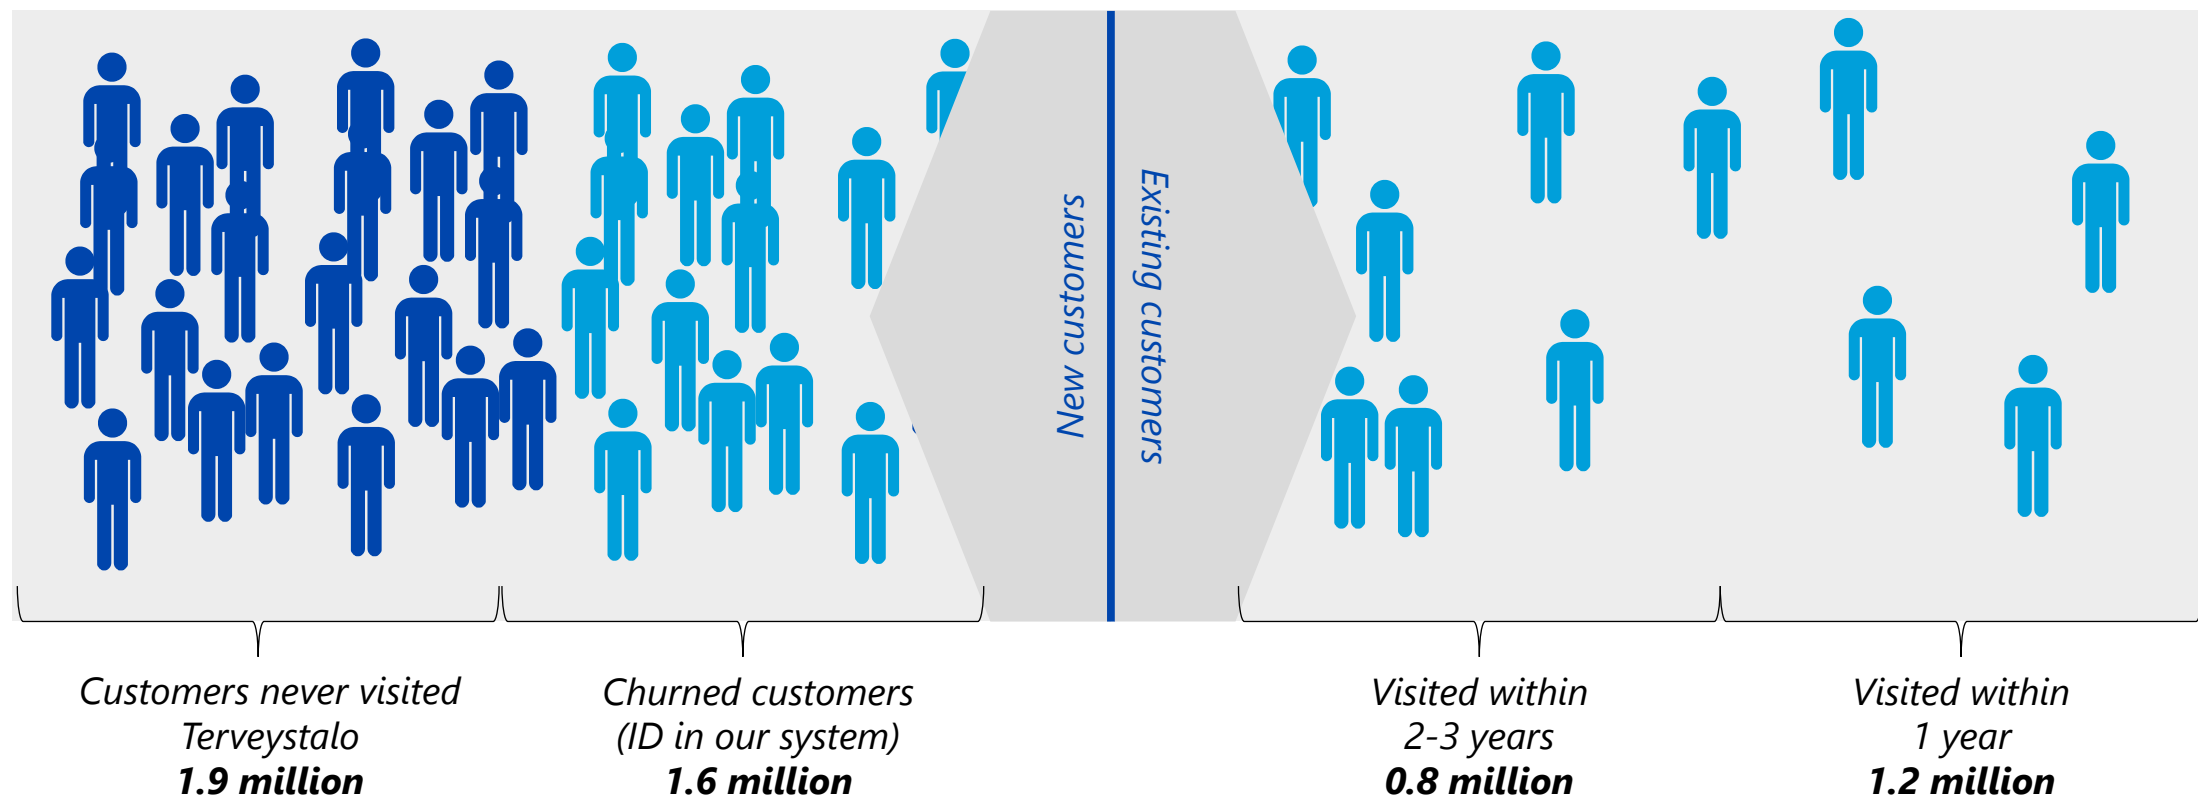 New customers
Existing customers
Customers never visited
Terveystalo
1.9 million
Churned customers
(ID in our system)
1.6 million
Visited within
2-3 years
0.8 million
Visited within
1 year
1.2 million